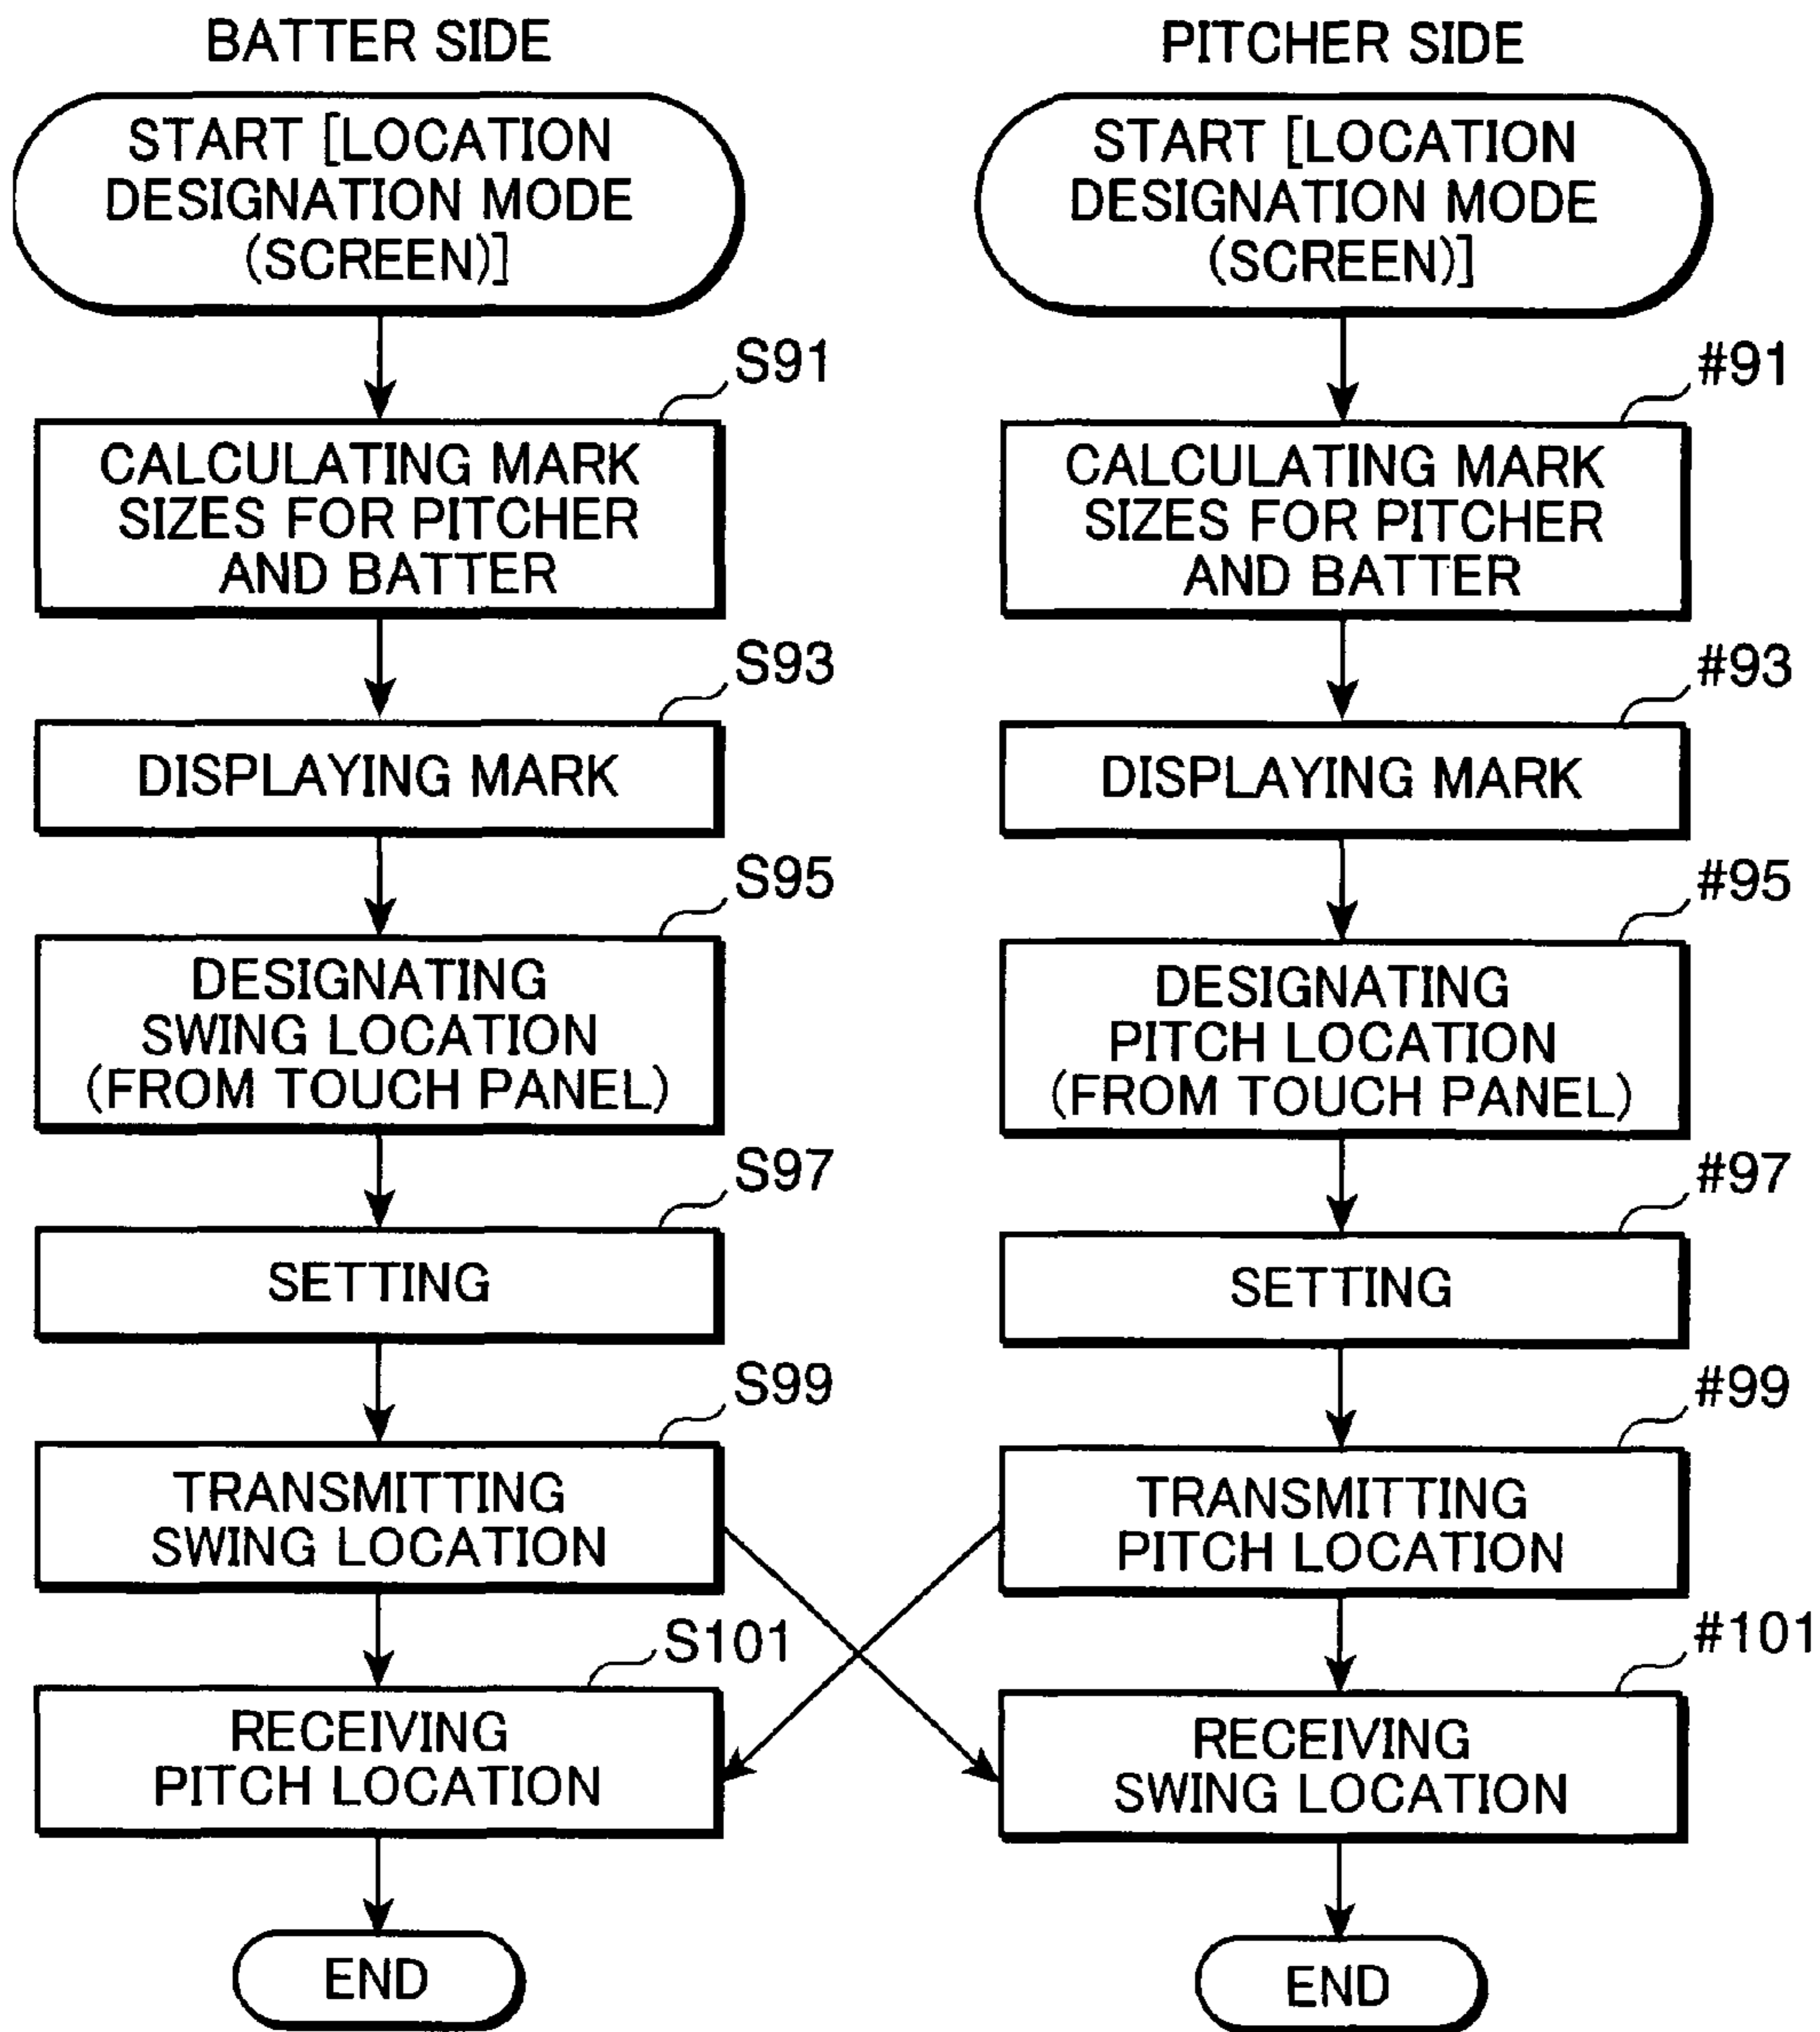 BATTER SIDE
START [LOCATION
DESIGNATION MODE
(SCREEN)]
S91
CALCULATING MARK
SIZES FOR PITCHER
AND BATTER
S93
DISPLAYING MARK
S95
DESIGNATING
SWING LOCATION
(FROM TOUCH PANEL)
S97
SETTING
S99
TRANSMITTING
SWING LOCATION
S101
RECEIVING
PITCH LOCATION
END
PITCHER SIDE
START [LOCATION
DESIGNATION MODE
(SCREEN)]
#91
CALCULATING MARK
SIZES FOR PITCHER
AND BATTER
#93
DISPLAYING MARK
#95
DESIGNATING
PITCH LOCATION
(FROM TOUCH PANEL)
#97
SETTING
#99
TRANSMITTING
PITCH LOCATION
#101
RECEIVING
SWING LOCATION
END